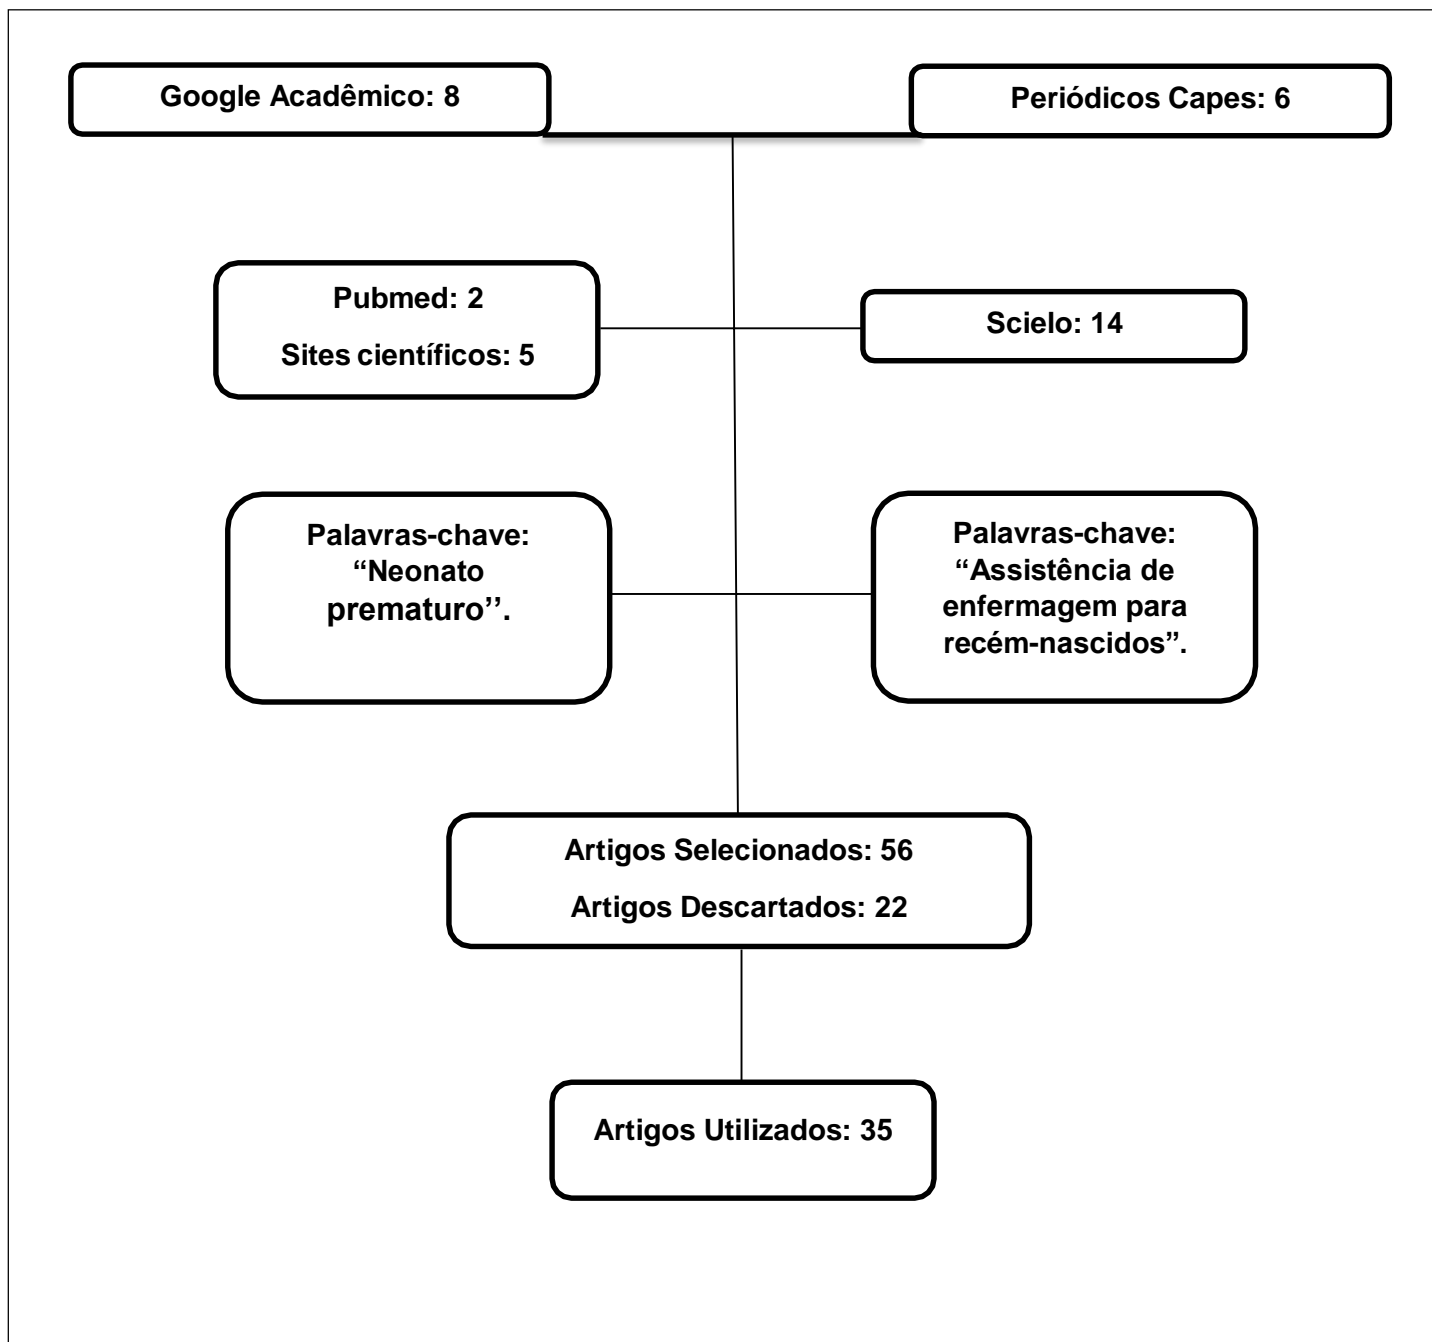 Google Acadêmico: 8
Periódicos Capes: 6
Pubmed: 2
Sites científicos: 5
Scielo: 14
Palavras-chave:
“Neonato
prematuro’’.
Palavras-chave:
“Assistência de
enfermagem para
recém-nascidos”.
Artigos Selecionados: 56
Artigos Descartados: 22
Artigos Utilizados: 35